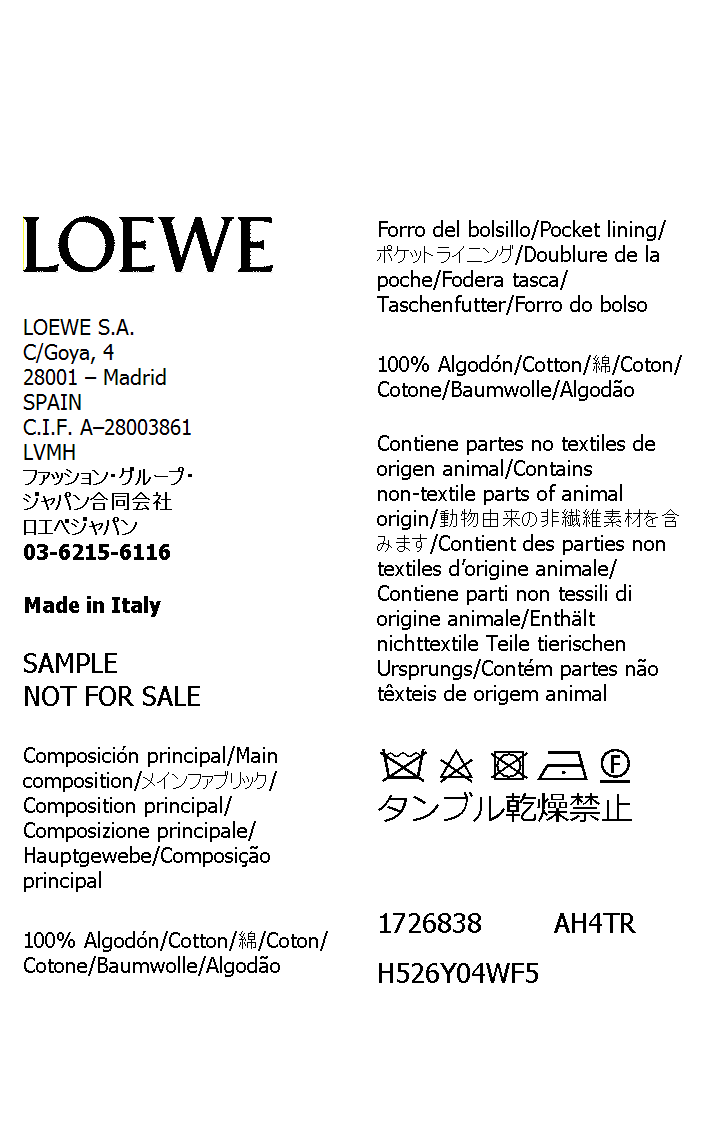 LOEWE
LOEWE S.A.
C/Goya, 4
28001 – Madrid
SPAIN
C.I.F. A–28003861
LVMH
ファッション・グループ・
ジャパン合同会社
ロエベジャパン
03-6215-6116
Made in Italy
SAMPLE
NOT FOR SALE
Composición principal/Main
composition/メインファブリック/
Composition principal/
Composizione principale/
Hauptgewebe/Composição
principal
100% Algodón/Cotton/綿/Coton/
Cotone/Baumwolle/Algodão
Forro del bolsillo/Pocket lining/
ポケットライニング/Doublure de la
poche/Fodera tasca/
Taschenfutter/Forro do bolso
100% Algodón/Cotton/綿/Coton/
Cotone/Baumwolle/Algodão
Contiene partes no textiles de
origen animal/Contains
non-textile parts of animal
origin/動物由来の非繊維素材を含
みます/Contient des parties non
textiles d’origine animale/
Contiene parti non tessili di
origine animale/Enthält
nichttextile Teile tierischen
Ursprungs/Contém partes não
têxteis de origem animal
F
タンブル乾燥禁止
1726838 AH4TR
H526Y04WF5